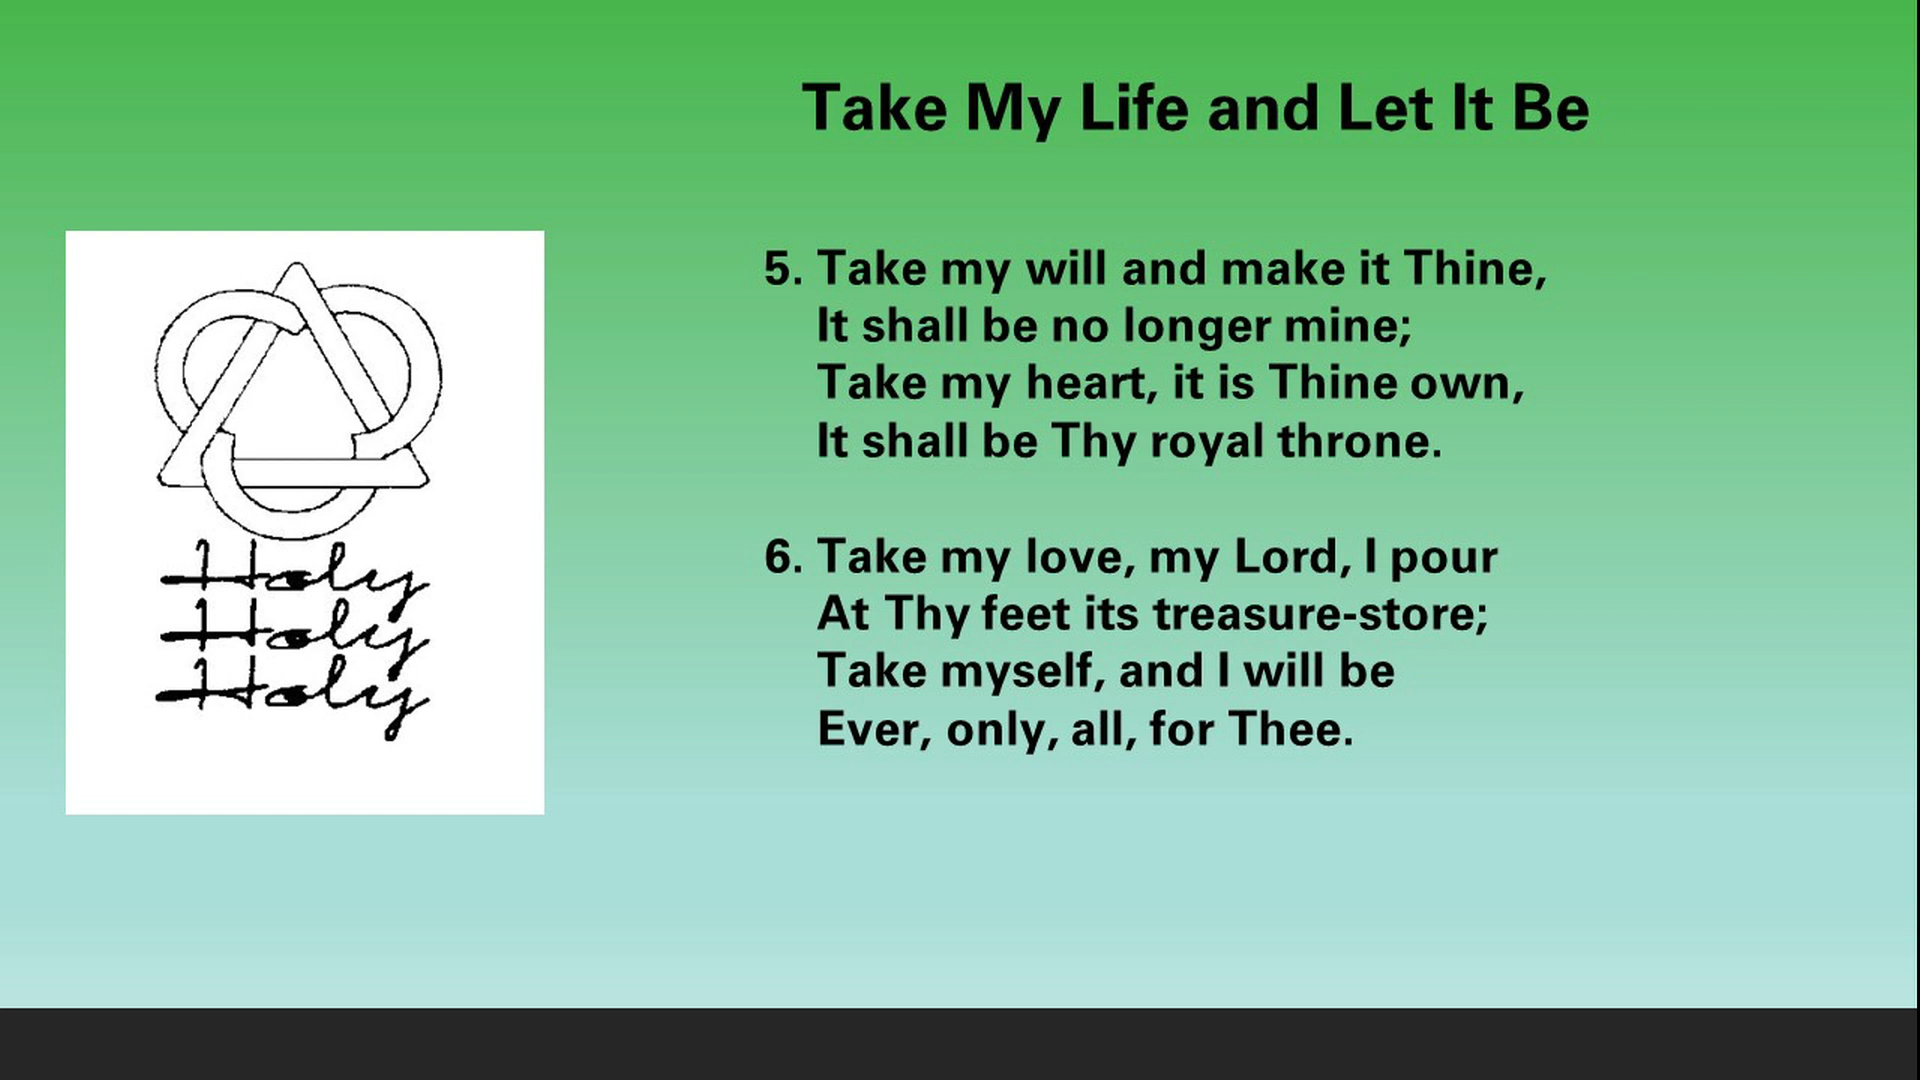 Take My Life and Let It Be
Holy
Holy
Holy
5. Take my will and make it Thine,
It shall be no longer mine;
Take my heart, it is Thine own,
It shall be Thy royal throne.
6. Take my love, my Lord, I pour
At Thy feet its treasure-store;
Take myself, and I will be
Ever, only, all, for Thee.